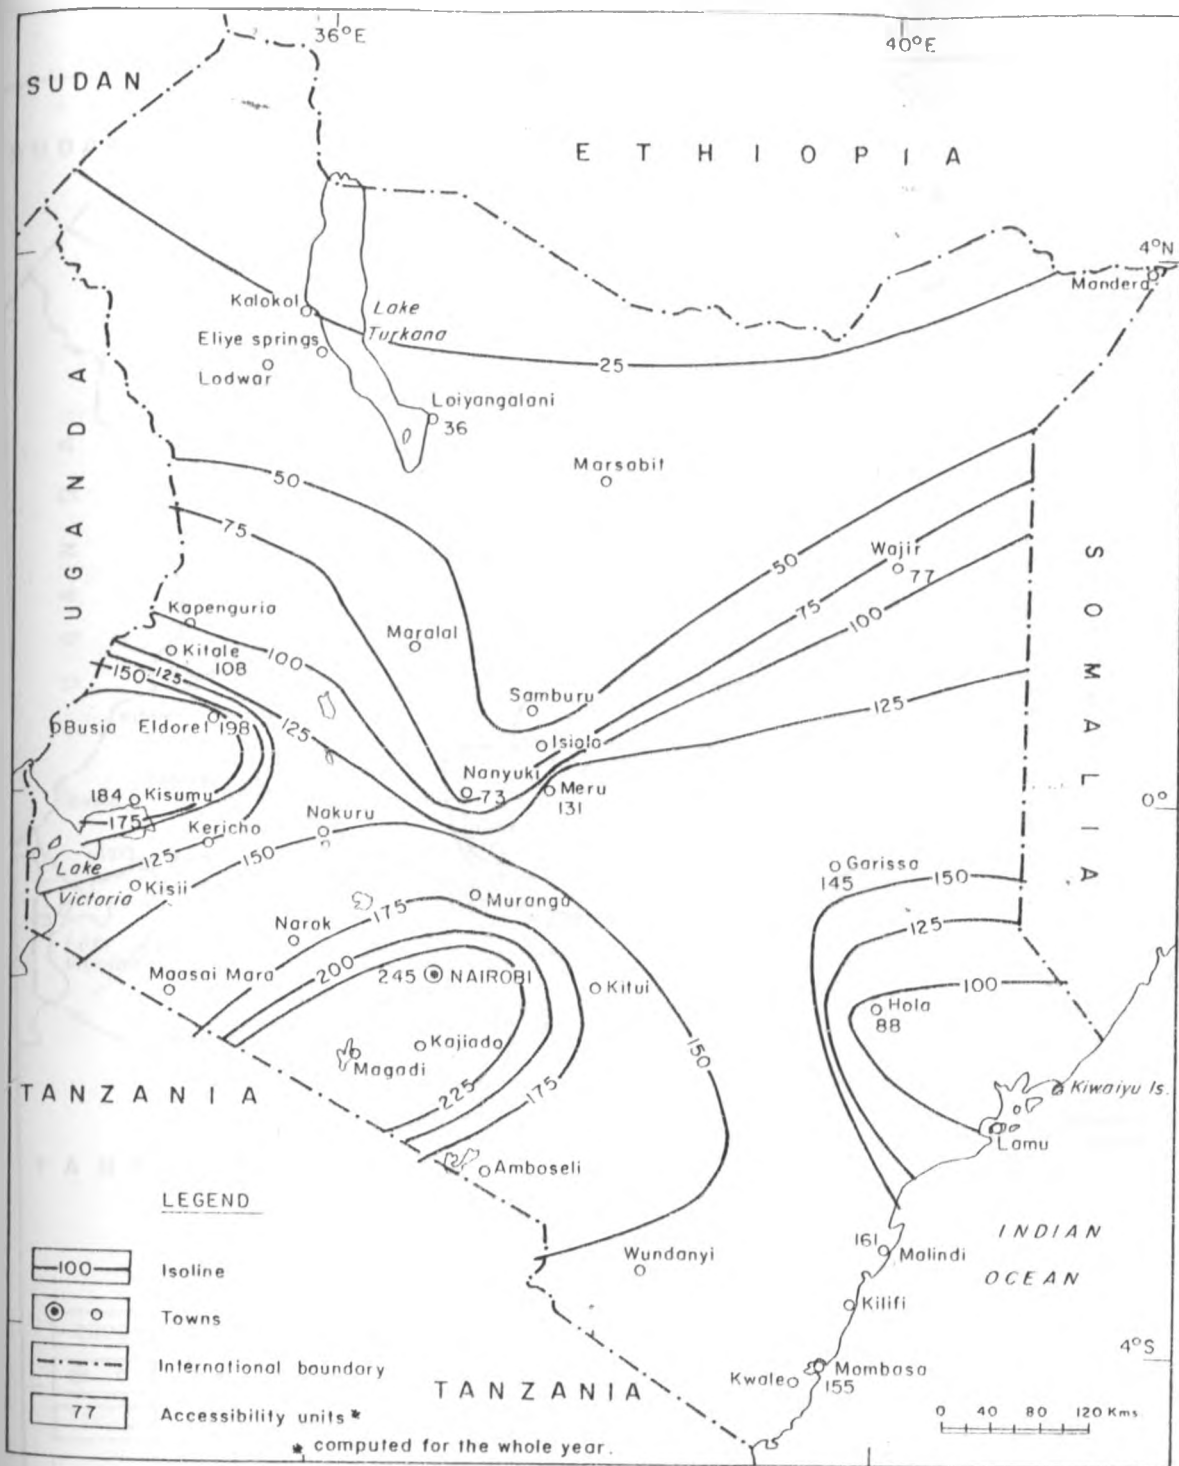 36°E
40°E
SUDAN
ETHIOPIA
4°N
Mandera
Kalokol
Lake
Turkana
Eliye springs
Lodwar
25
Loiyangalani
36
UGANDA
Marsabit
50
50
75
SOMALIA
Wajir
77
75
100
Kapenguria
Maralal
Kitale
108
100
150
125
Samburu
125
125
Busia
Eldoret
198
Isiolo
Nanyuki
73
Meru
131
184
Kisumu
0°
175
Nakuru
Kericho
125
150
Lake
Victoria
Kisii
Garissa
145
150
Muranga
175
125
Narok
200
245
NAIROBI
Maasai Mara
Kitui
100
Hola
88
Kajiado
Magadi
150
225
175
TANZANIA
Kiwaiyu Is.
Lamu
Amboseli
LEGEND
INDIAN
OCEAN
161
Malindi
Wundanyi
100
Isoline
Kilifi
Towns
International boundary
4°S
Mombasa
Kwale
155
TANZANIA
77
Accessibility units*
0 40 80 120 Kms.
* computed for the whole year.